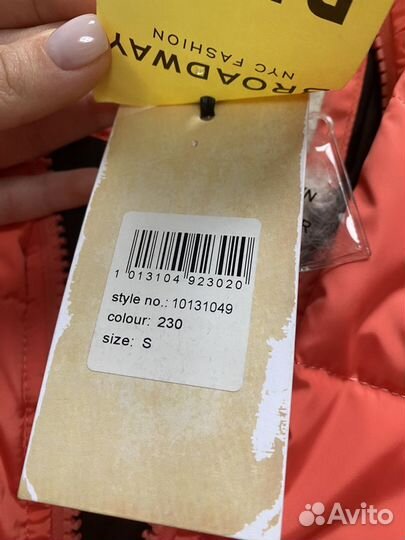 BROADWAY
NYC FASHION
1 013104 923020
style no.: 10131049
colour: 230
size: S
Avito